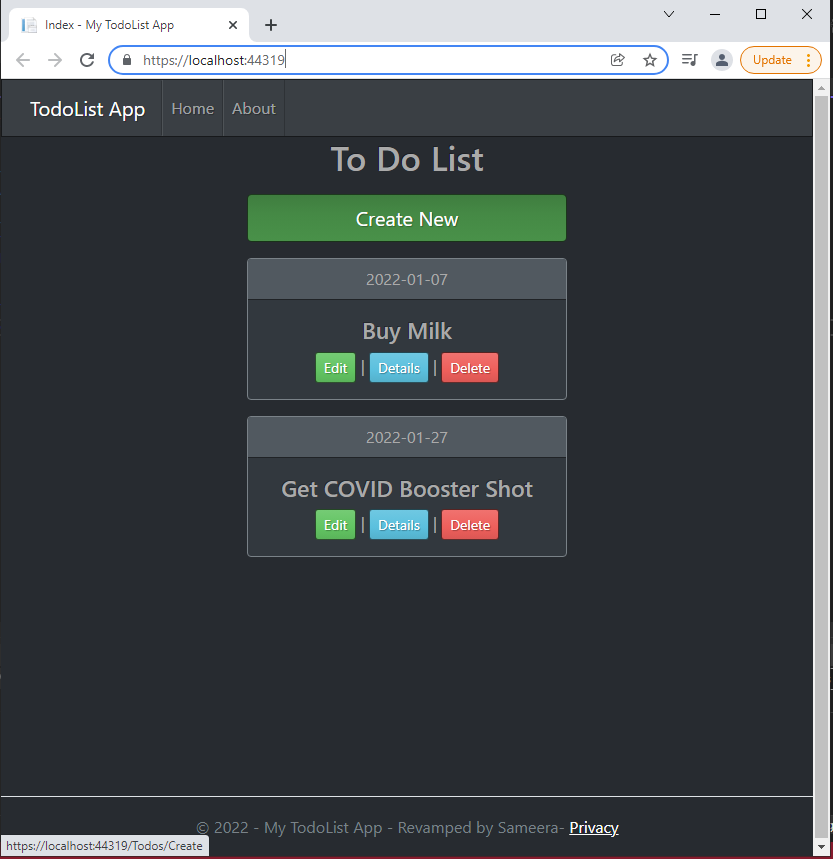 Index - My TodoList App
https://localhost:44319
Update
TodoList App Home About
To Do List
Create New
2022-01-07
Buy Milk
Edit | Details | Delete
2022-01-27
Get COVID Booster Shot
Edit | Details | Delete
© 2022 - My TodoList App - Revamped by Sameera- Privacy
https://localhost:44319/Todos/Create